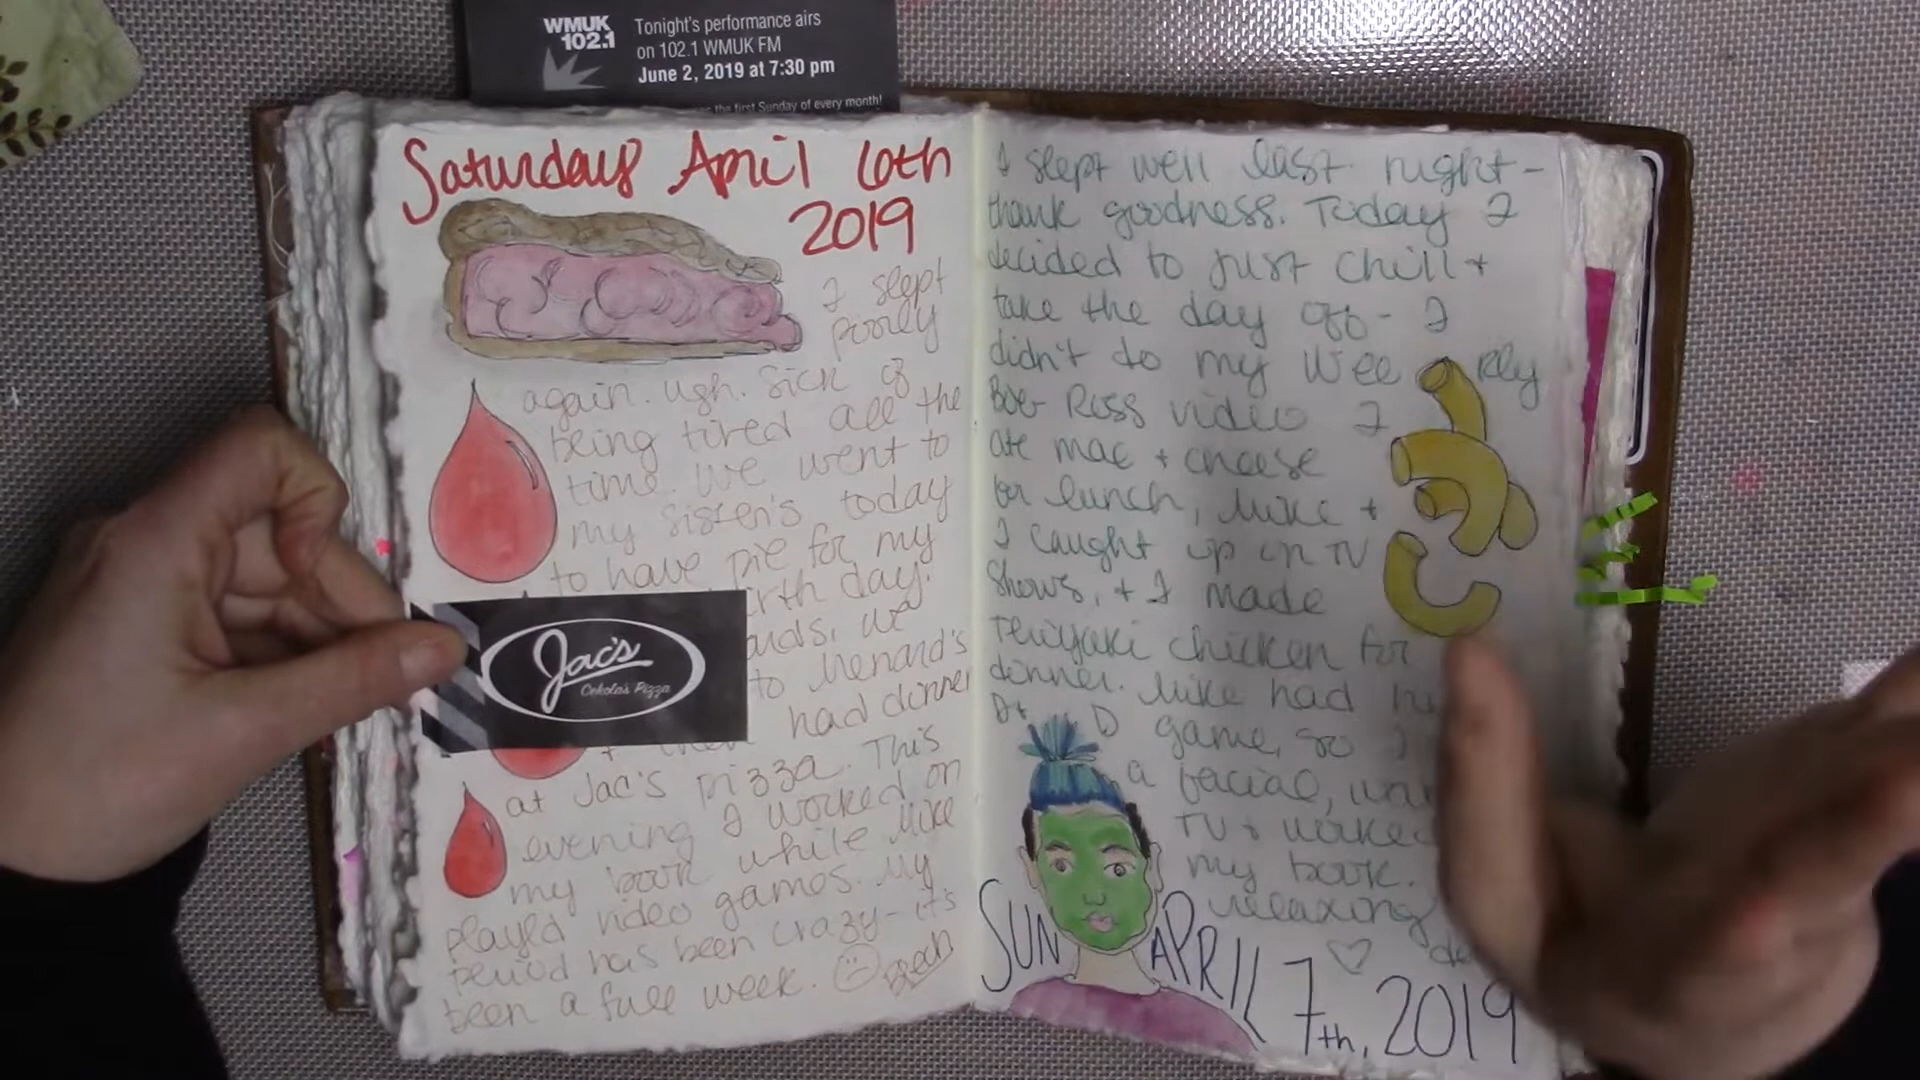 WMUK
102.1
Tonight's performance airs
on 102.1 WMUK FM
June 2, 2019 at 7:30 pm
the first Sunday of every month!
Saturday April 6th
2019
I slept
poorly
again. ugh. Sick of
being tired all the
time. We went to
my sister's today
to have pie for my
birth day.
We
to Menard's
had dinner
at Jac's pizza. This
evening I worked on
my book while Mike
played video games. My
period has been crazy - it's
been a full week.
Jac's
Cekola's Pizza
I slept well last night -
thank goodness. Today I
decided to just chill +
take the day off - I
didn't do my Weekly
Bob Ross video I
ate mac + cheese
for lunch, Mike +
I caught up on TV
shows, + I made
teriyaki chicken for
dinner. Mike had
D+D game, so I
a facial,
TV +
my book.
relaxing
SUN APRIL 7th, 2019